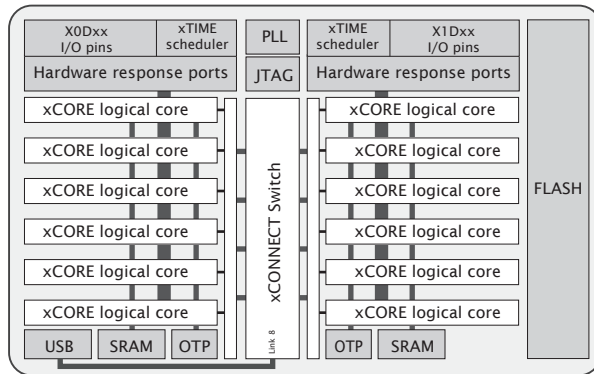 X0Dxx
I/O pins
xTIME
scheduler
PLL
xTIME
scheduler
X1Dxx
I/O pins
Hardware response ports
JTAG
Hardware response ports
xCORE logical core
xCORE logical core
xCORE logical core
xCORE logical core
xCORE logical core
xCORE logical core
xCORE logical core
xCORE logical core
xCORE logical core
xCORE logical core
xCORE logical core
xCORE logical core
xCONNECT Switch
Link 8
FLASH
USB
SRAM
OTP
OTP
SRAM